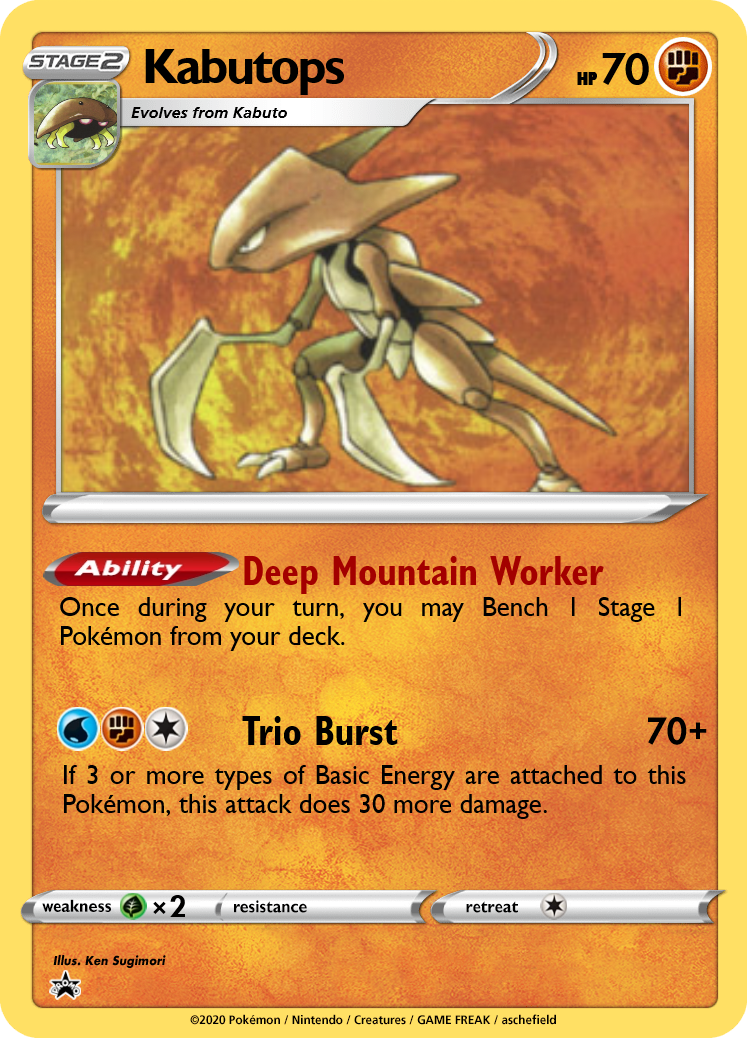 STAGE2
Kabutops
HP 70
Evolves from Kabuto
Ability Deep Mountain Worker
Once during your turn, you may Bench 1 Stage 1
Pokémon from your deck.
Trio Burst 70+
If 3 or more types of Basic Energy are attached to this
Pokémon, this attack does 30 more damage.
weakness ×2 resistance retreat
Illus. Ken Sugimori
PROMO
©2020 Pokémon / Nintendo / Creatures / GAME FREAK / aschefield